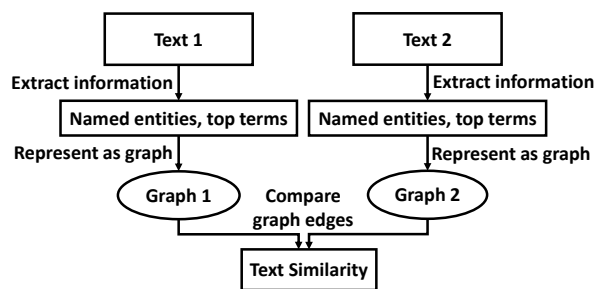 Text 1
Text 2
Extract information
Extract information
Named entities, top terms
Named entities, top terms
Represent as graph
Represent as graph
Graph 1
Compare
graph edges
Graph 2
Text Similarity